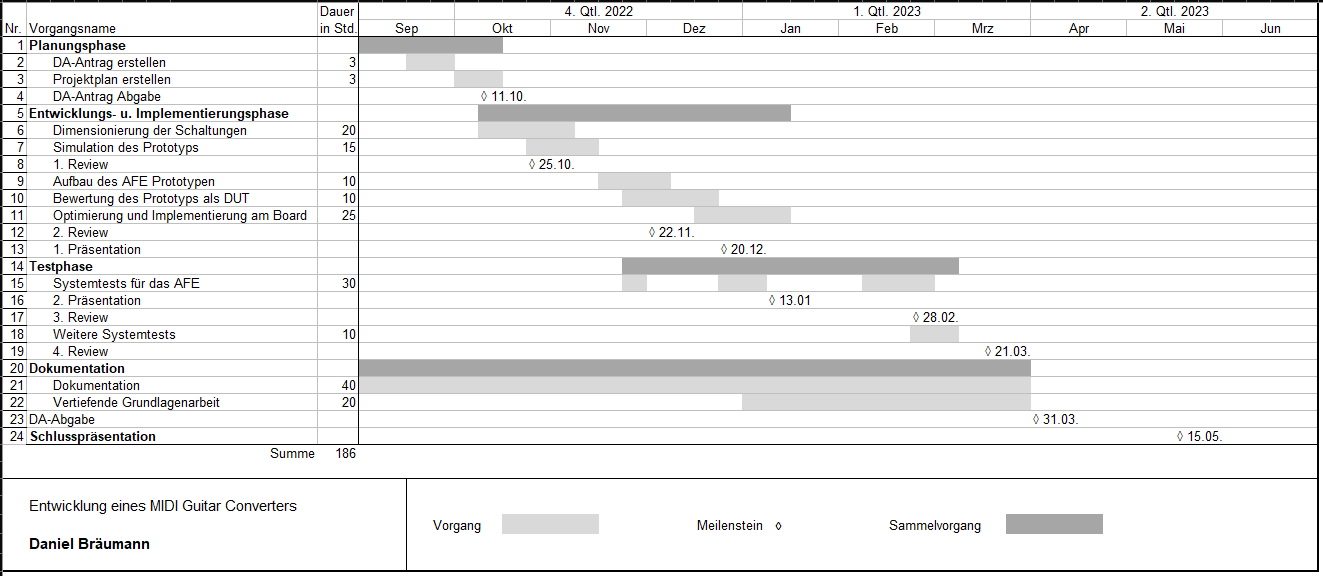 Dauer 4. Qtl. 2022 1. Qtl. 2023 2. Qtl. 2023
Nr. Vorgangsname in Std. Sep Okt Nov Dez Jan Feb Mrz Apr Mai Jun
1 Planungsphase
2 DA-Antrag erstellen 3
3 Projektplan erstellen 3
4 DA-Antrag Abgabe ◊ 11.10.
5 Entwicklungs- u. Implementierungsphase
6 Dimensionierung der Schaltungen 20
7 Simulation des Prototyps 15
8 1. Review ◊ 25.10.
9 Aufbau des AFE Prototypen 10
10 Bewertung des Prototyps als DUT 10
11 Optimierung und Implementierung am Board 25
12 2. Review ◊ 22.11.
13 1. Präsentation ◊ 20.12.
14 Testphase
15 Systemtests für das AFE 30
16 2. Präsentation ◊ 13.01
17 3. Review ◊ 28.02.
18 Weitere Systemtests 10
19 4. Review ◊ 21.03.
20 Dokumentation
21 Dokumentation 40
22 Vertiefende Grundlagenarbeit 20
23 DA-Abgabe ◊ 31.03.
24 Schlusspräsentation ◊ 15.05.
Summe 186
Entwicklung eines MIDI Guitar Converters
Vorgang Meilenstein ◊ Sammelvorgang
Daniel Bräumann